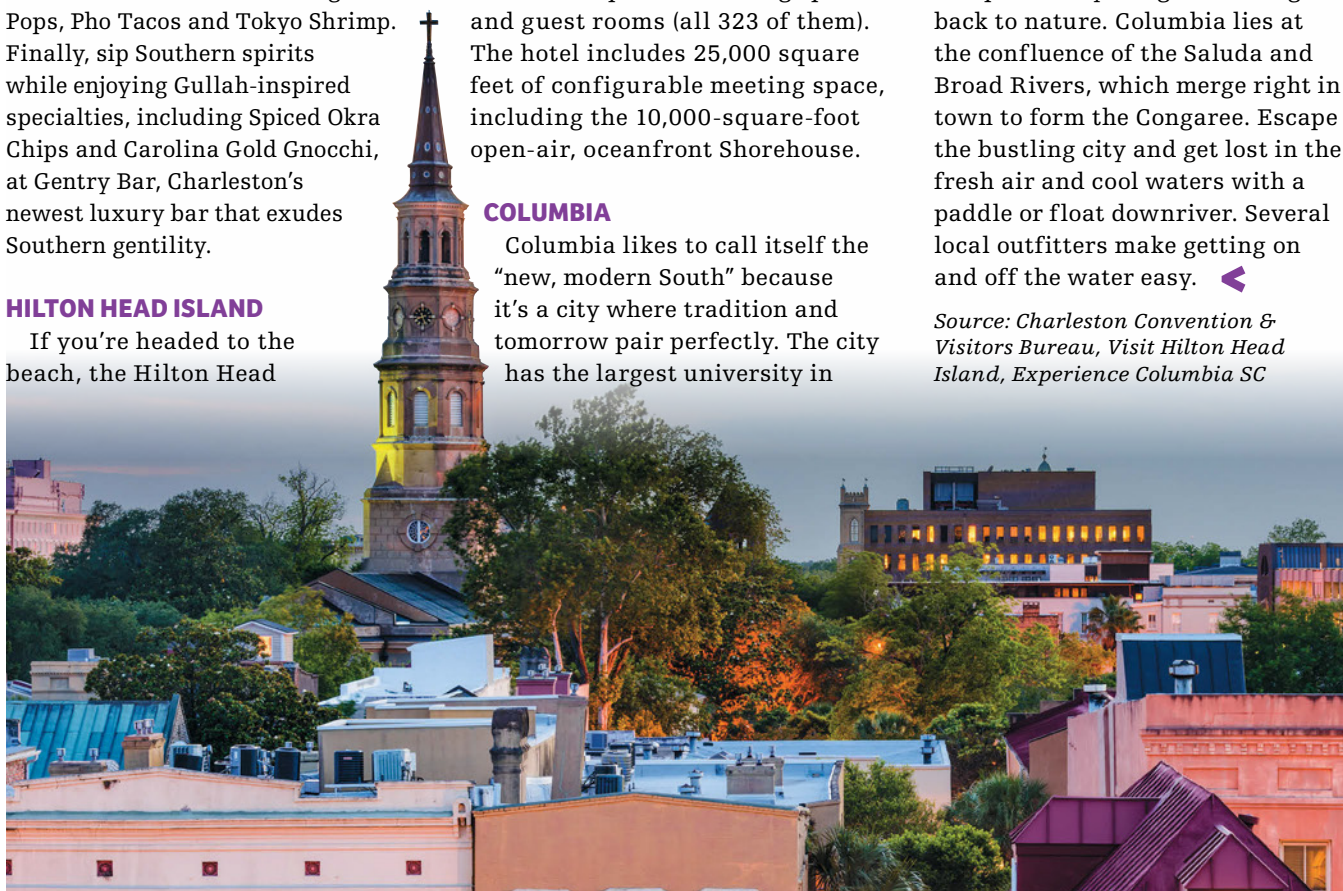 Pops, Pho Tacos and Tokyo Shrimp.
Finally, sip Southern spirits
while enjoying Gullah-inspired
specialties, including Spiced Okra
Chips and Carolina Gold Gnocchi,
at Gentry Bar, Charleston’s
newest luxury bar that exudes
Southern gentility.
HILTON HEAD ISLAND
If you’re headed to the
beach, the Hilton Head
and guest rooms (all 323 of them).
The hotel includes 25,000 square
feet of configurable meeting space,
including the 10,000-square-foot
open-air, oceanfront Shorehouse.
COLUMBIA
Columbia likes to call itself the
“new, modern South” because
it’s a city where tradition and
tomorrow pair perfectly. The city
has the largest university in
back to nature. Columbia lies at
the confluence of the Saluda and
Broad Rivers, which merge right in
town to form the Congaree. Escape
the bustling city and get lost in the
fresh air and cool waters with a
paddle or float downriver. Several
local outfitters make getting on
and off the water easy.
Source: Charleston Convention &
Visitors Bureau, Visit Hilton Head
Island, Experience Columbia SC